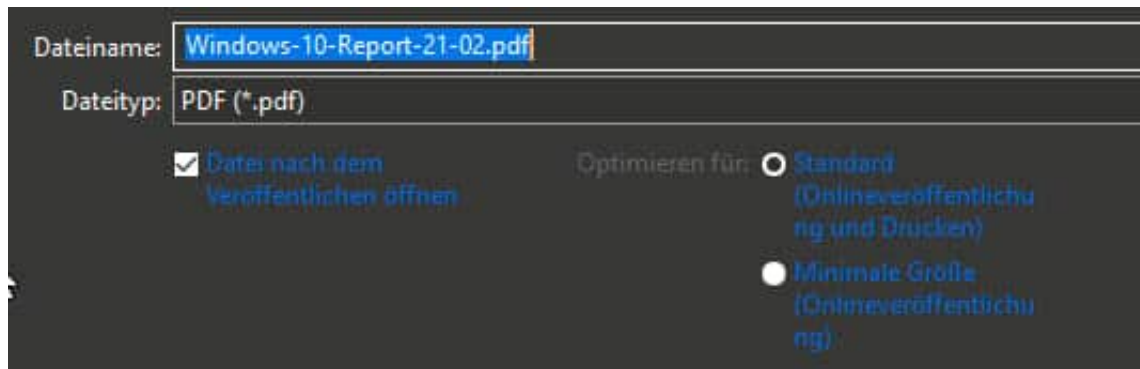 Dateiname: Windows-10-Report-21-02.pdf
Dateityp: PDF (*.pdf)
Datei nach dem
Veröffentlichen öffnen
Optimieren für: Standard
(Onlineveröffentlichu
ng und Drucken)
Minimale Größe
(Onlineveröffentlichu
ng)